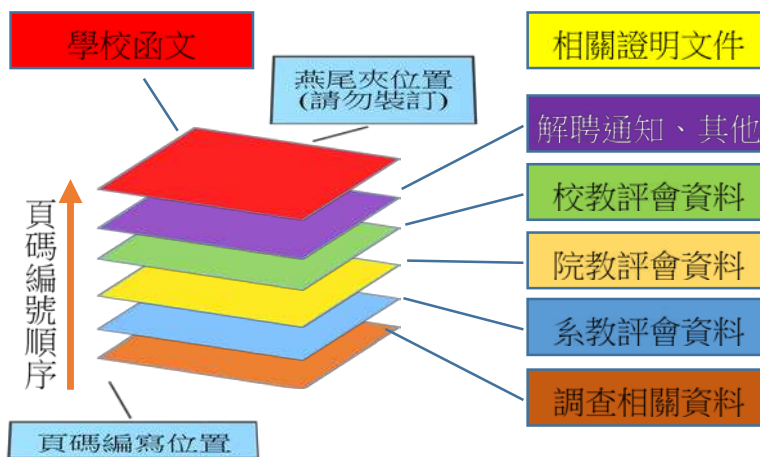 學校函文
相關證明文件
燕尾夾位置
(請勿裝訂)
解聘通知、其他
校教評會資料
院教評會資料
系教評會資料
調查相關資料
頁碼編號順序
頁碼編寫位置